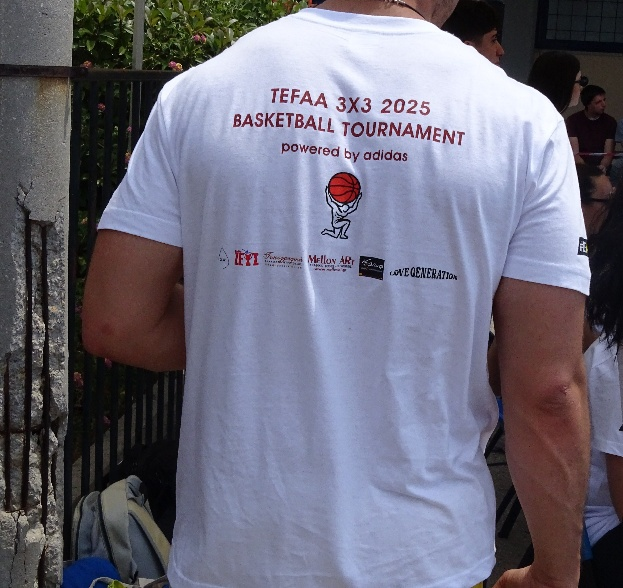 TEFAA 3X3 2025
BASKETBALL TOURNAMENT
powered by adidas
Mellon ARt
LOVE GENERATION